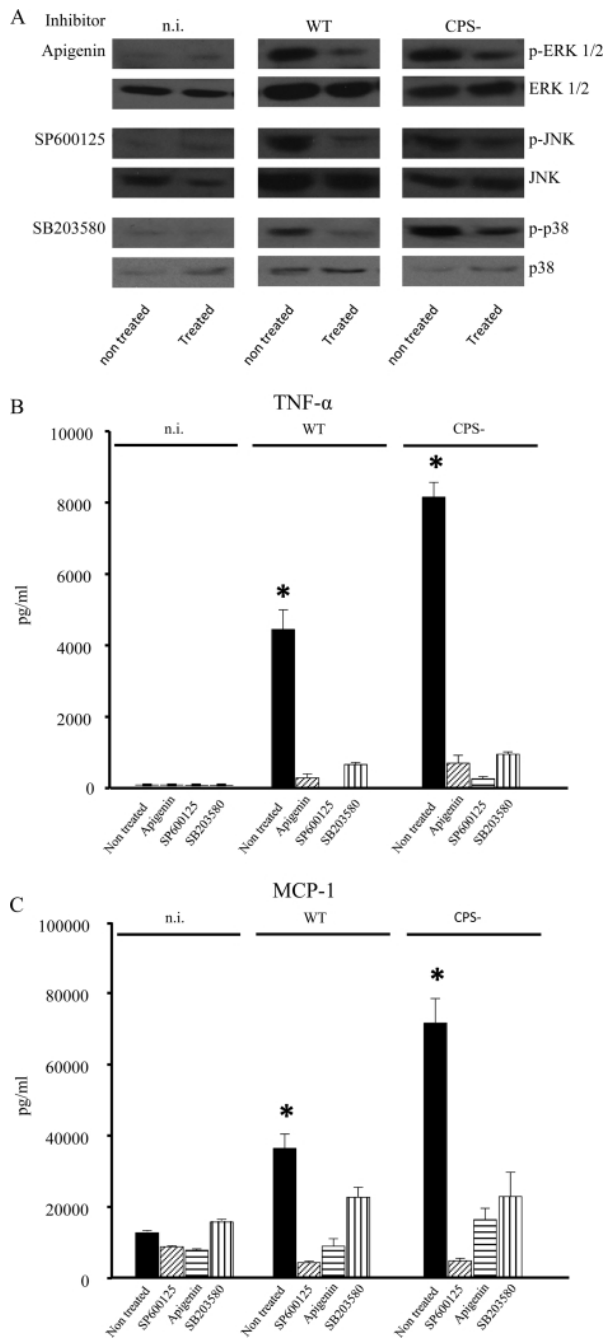 A
Inhibitor n.i. WT CPS-
Apigenin p-ERK 1/2
ERK 1/2
SP600125 p-JNK
JNK
SB203580 p-p38
p38
non treated Treated non treated Treated non treated Treated
B
TNF-α
n.i. WT CPS-
10000
8000
6000
4000
2000
0
pg/ml
* *
Non treated Apigenin SP600125 SB203580 Non treated Apigenin SP600125 SB203580 Non treated Apigenin SP600125 SB203580
C
MCP-1
n.i. WT CPS-
100000
80000
60000
40000
20000
0
pg/ml
* *
Non treated SP600125 Apigenin SB203580 Non treated SP600125 Apigenin SB203580 Non treated SP600125 Apigenin SB203580